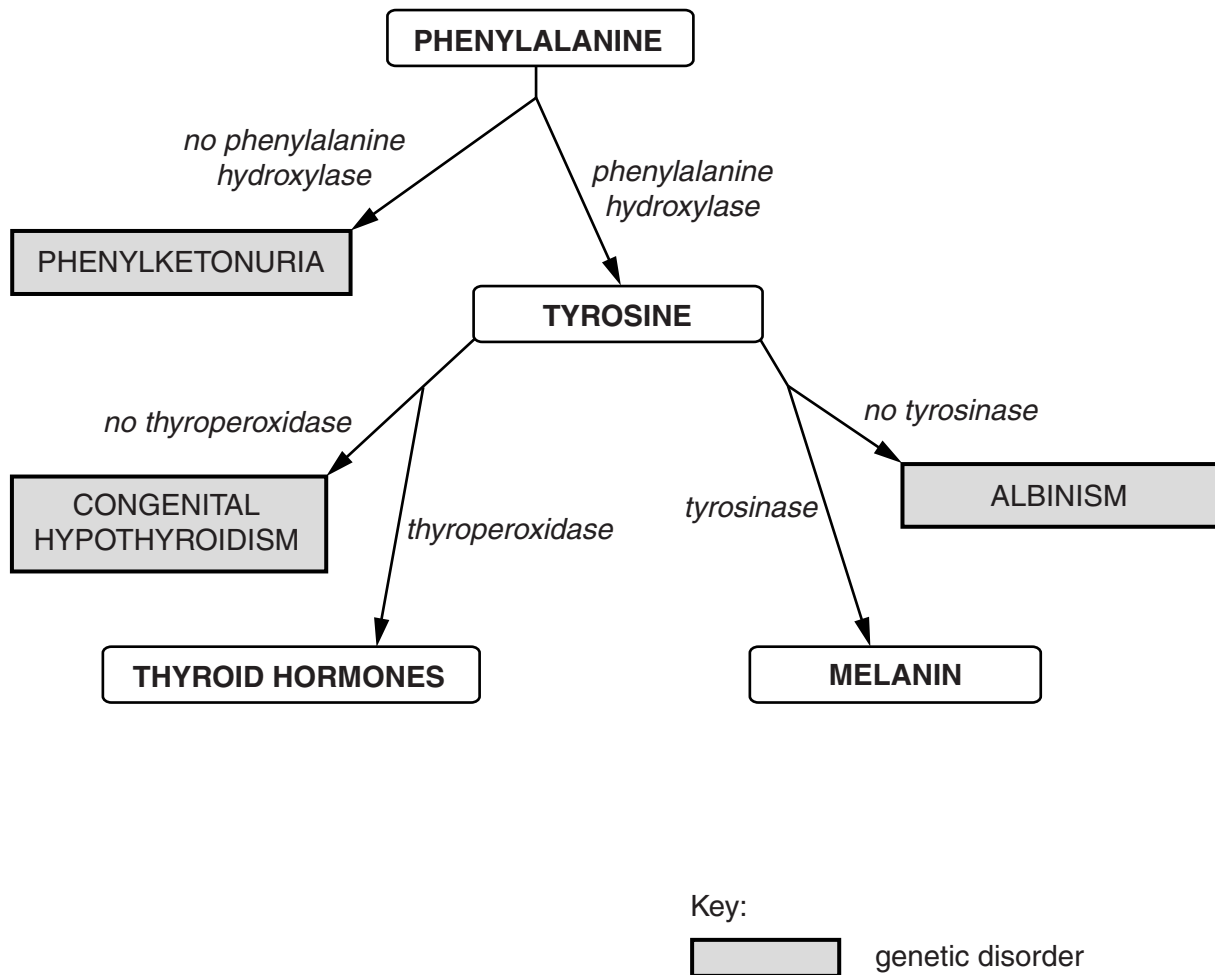 PHENYLALANINE
no phenylalanine
hydroxylase
phenylalanine
hydroxylase
PHENYLKETONURIA
TYROSINE
no thyroperoxidase
no tyrosinase
CONGENITAL
HYPOTHYROIDISM
thyroperoxidase
tyrosinase
ALBINISM
THYROID HORMONES
MELANIN
Key:
genetic disorder